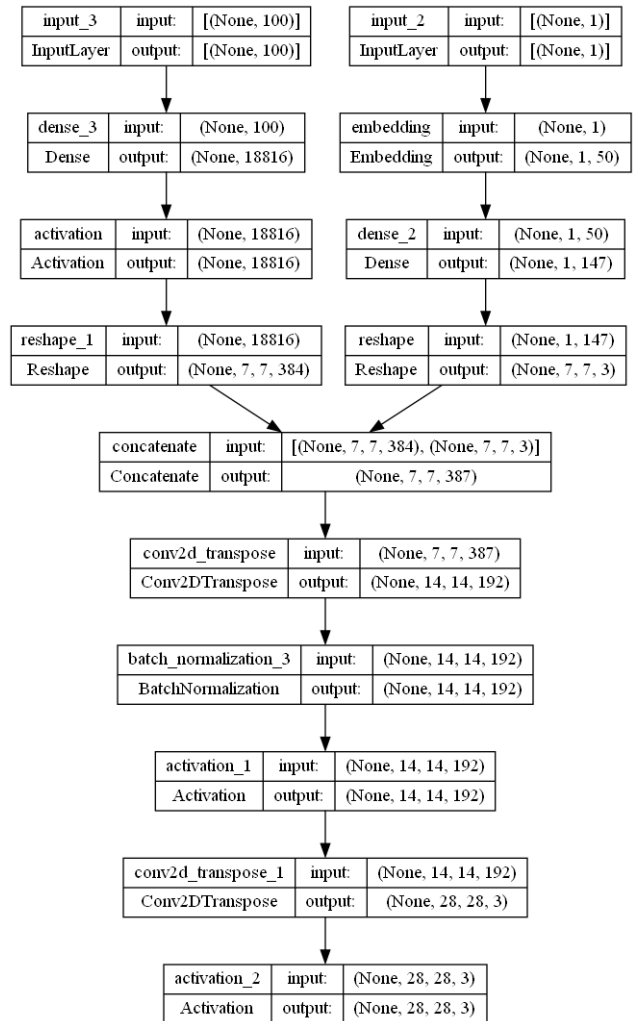 input_3 input: [(None, 100)]
InputLayer output: [(None, 100)]
input_2 input: [(None, 1)]
InputLayer output: [(None, 1)]
dense_3 input: (None, 100)
Dense output: (None, 18816)
embedding input: (None, 1)
Embedding output: (None, 1, 50)
activation input: (None, 18816)
Activation output: (None, 18816)
dense_2 input: (None, 1, 50)
Dense output: (None, 1, 147)
reshape_1 input: (None, 18816)
Reshape output: (None, 7, 7, 384)
reshape input: (None, 1, 147)
Reshape output: (None, 7, 7, 3)
concatenate input: [(None, 7, 7, 384), (None, 7, 7, 3)]
Concatenate output: (None, 7, 7, 387)
conv2d_transpose input: (None, 7, 7, 387)
Conv2DTranspose output: (None, 14, 14, 192)
batch_normalization_3 input: (None, 14, 14, 192)
BatchNormalization output: (None, 14, 14, 192)
activation_1 input: (None, 14, 14, 192)
Activation output: (None, 14, 14, 192)
conv2d_transpose_1 input: (None, 14, 14, 192)
Conv2DTranspose output: (None, 28, 28, 3)
activation_2 input: (None, 28, 28, 3)
Activation output: (None, 28, 28, 3)